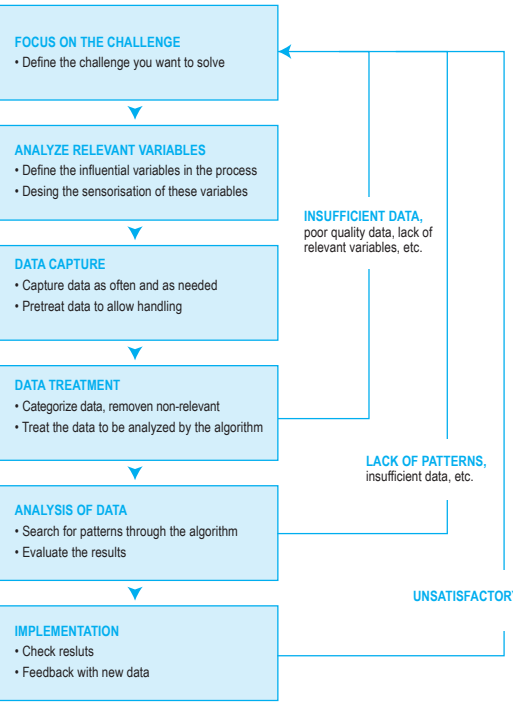 FOCUS ON THE CHALLENGE
• Define the challenge you want to solve
ANALYZE RELEVANT VARIABLES
• Define the influential variables in the process
• Desing the sensorisation of these variables
DATA CAPTURE
• Capture data as often and as needed
• Pretreat data to allow handling
DATA TREATMENT
• Categorize data, removen non-relevant
• Treat the data to be analyzed by the algorithm
ANALYSIS OF DATA
• Search for patterns through the algorithm
• Evaluate the results
IMPLEMENTATION
• Check resluts
• Feedback with new data
INSUFFICIENT DATA,
poor quality data, lack of
relevant variables, etc.
LACK OF PATTERNS,
insufficient data, etc.
UNSATISFACTORY